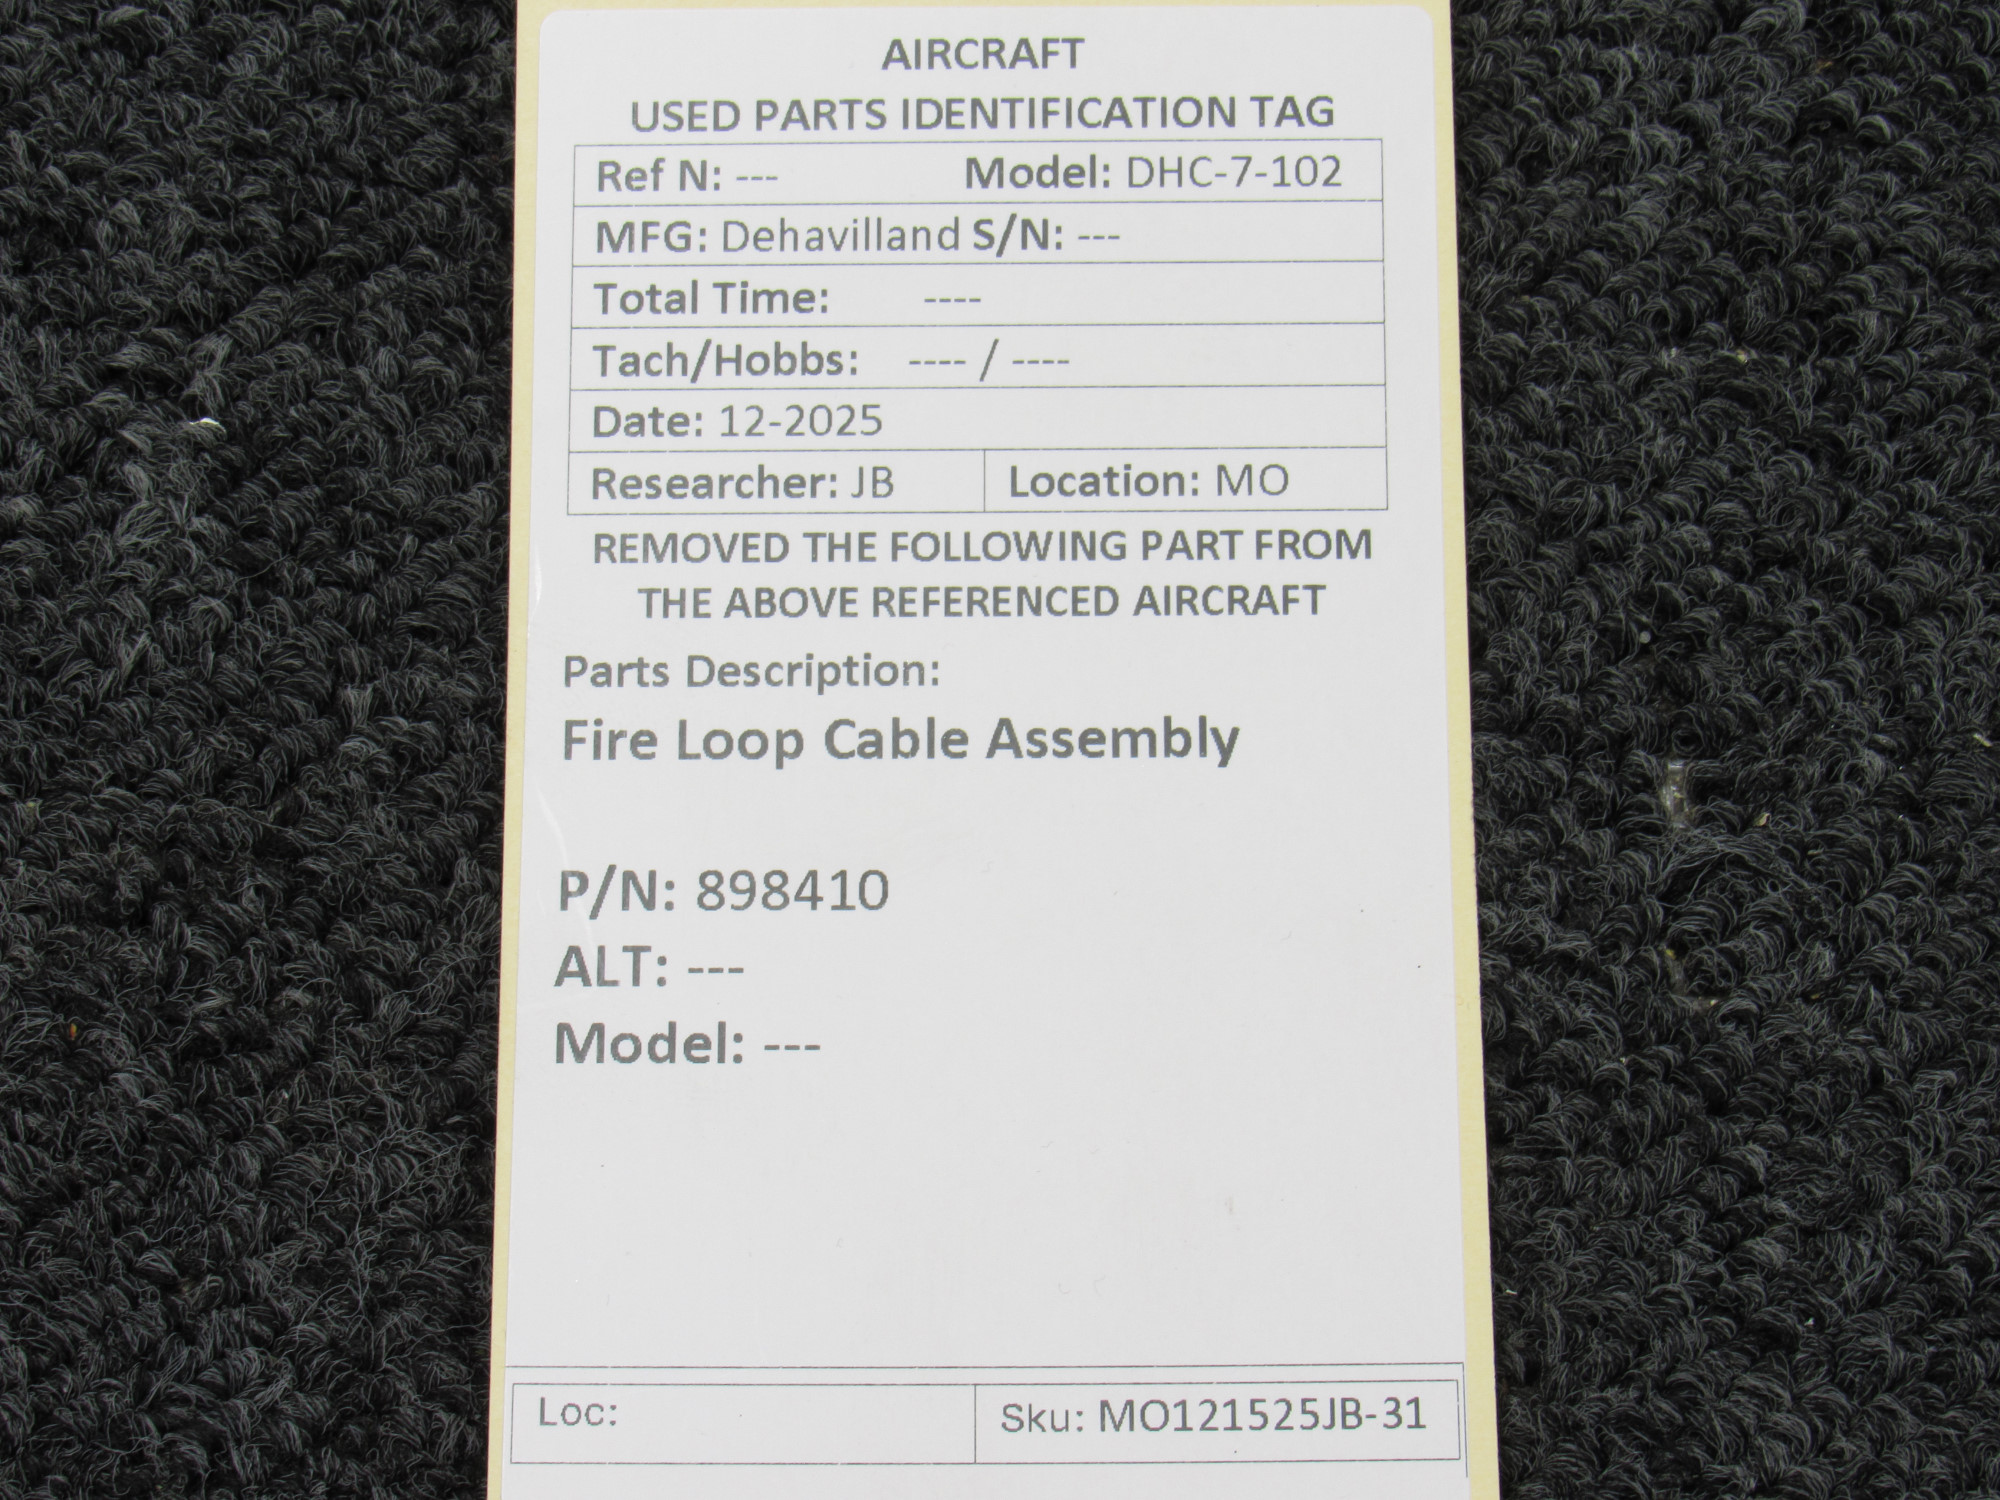 AIRCRAFT
USED PARTS IDENTIFICATION TAG
Ref N: --- Model: DHC-7-102
MFG: Dehavilland S/N: ---
Total Time: ----
Tach/Hobbs: ---- / ----
Date: 12-2025
Researcher: JB Location: MO
REMOVED THE FOLLOWING PART FROM
THE ABOVE REFERENCED AIRCRAFT
Parts Description:
Fire Loop Cable Assembly
P/N: 898410
ALT: ---
Model: ---
Loc: Sku: MO121525JB-31